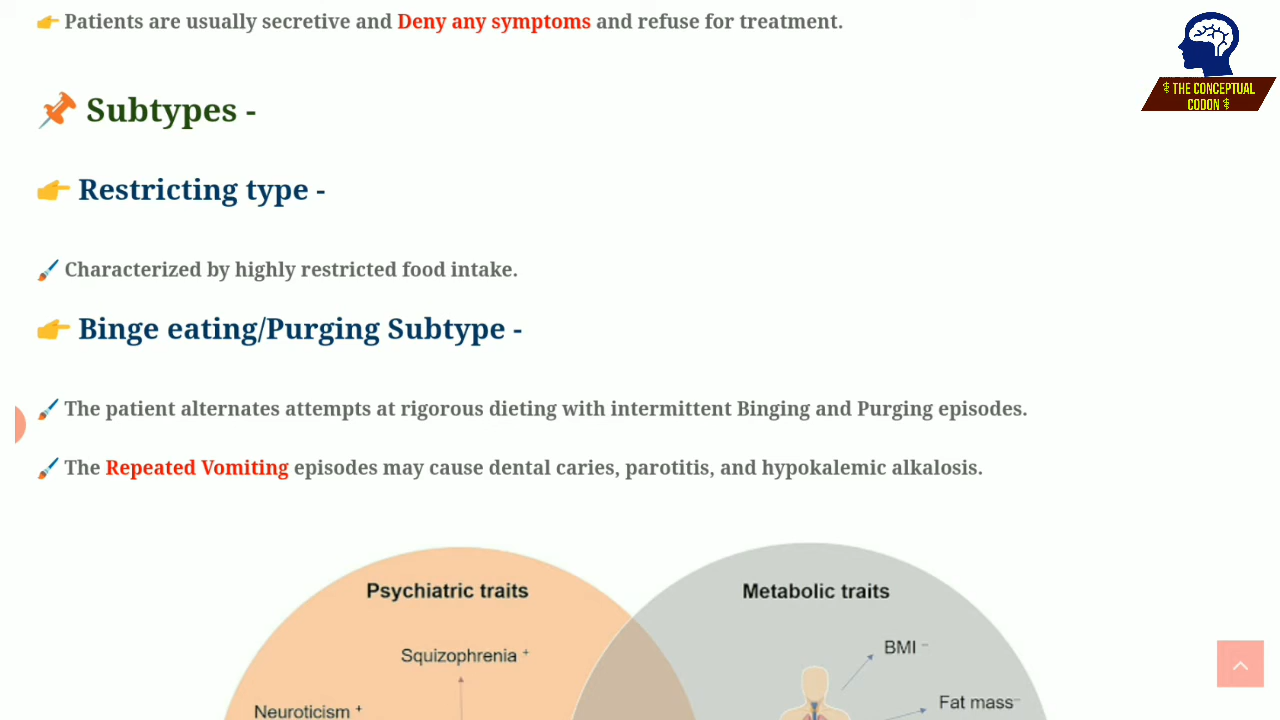 Patients are usually secretive and Deny any symptoms and refuse for treatment.
THE CONCEPTUAL
CODON
Subtypes -
Restricting type -
Characterized by highly restricted food intake.
Binge eating/Purging Subtype -
The patient alternates attempts at rigorous dieting with intermittent Binging and Purging episodes.
The Repeated Vomiting episodes may cause dental caries, parotitis, and hypokalemic alkalosis.
Psychiatric traits
Metabolic traits
Squizophrenia +
BMI −
Neuroticism +
Fat mass−